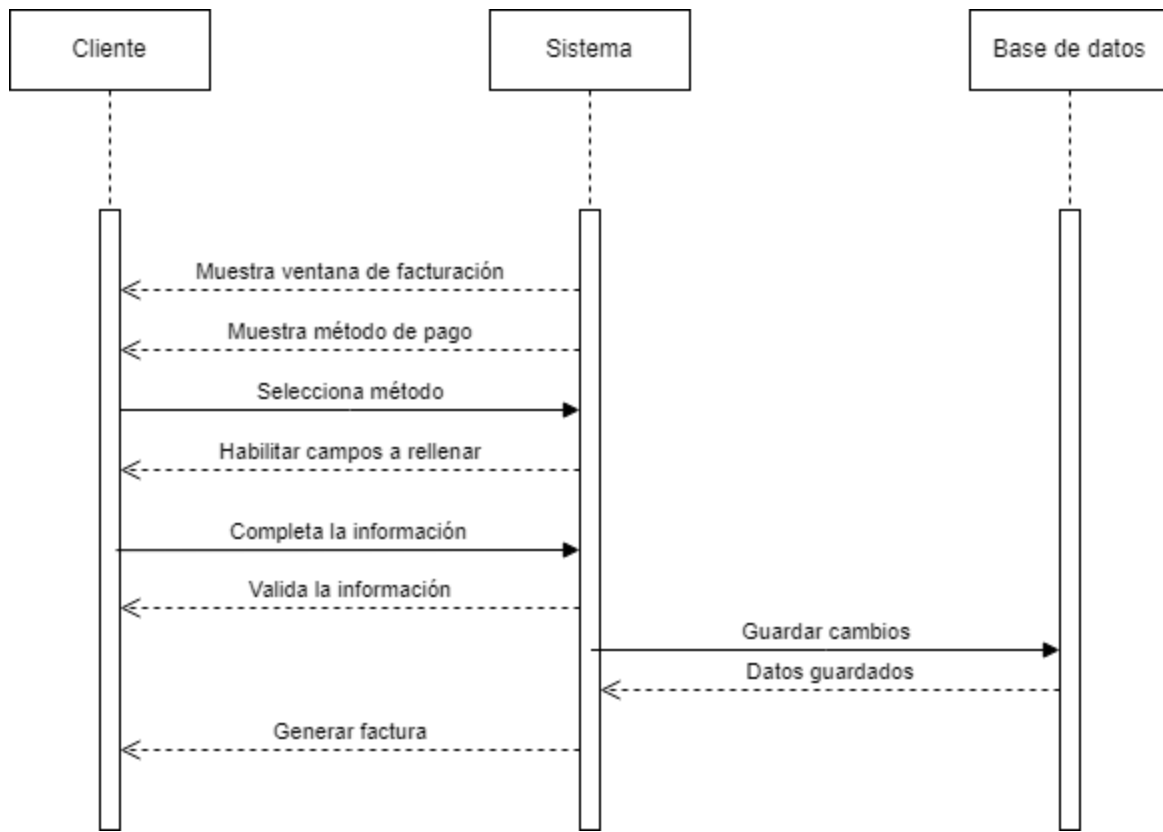 Cliente
Sistema
Base de datos
Muestra ventana de facturación
Muestra método de pago
Selecciona método
Habilitar campos a rellenar
Completa la información
Valida la información
Guardar cambios
Datos guardados
Generar factura